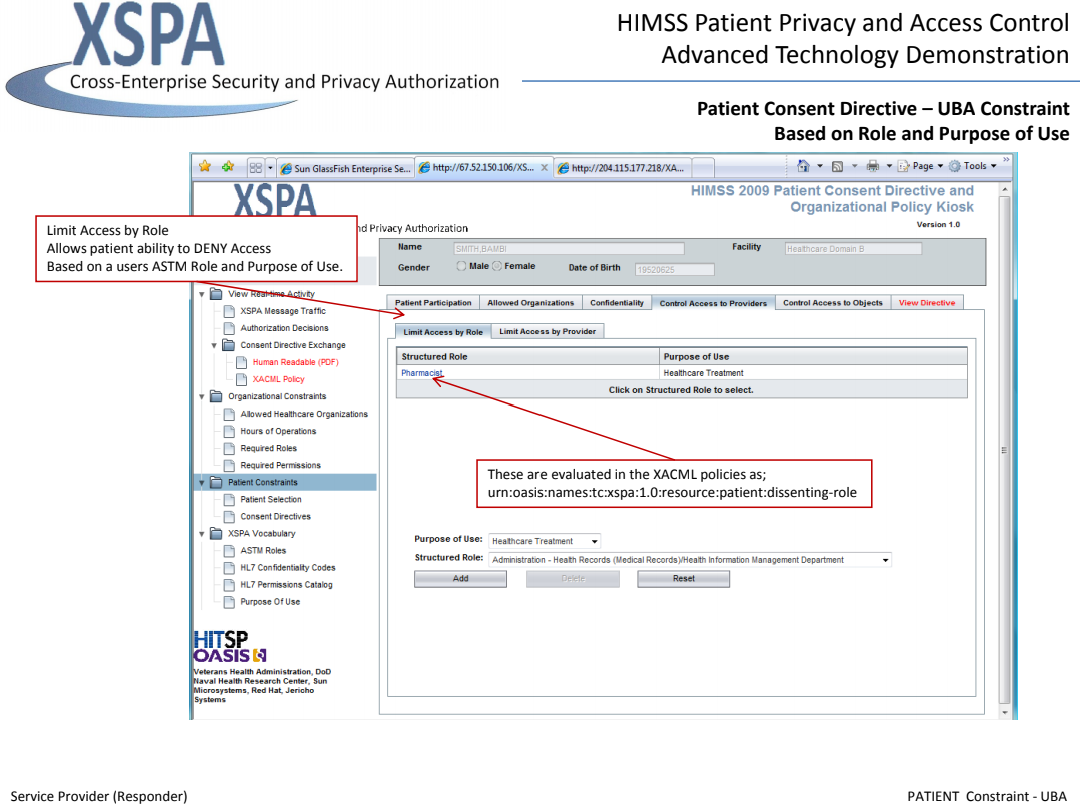 XSPA
Cross-Enterprise Security and Privacy Authorization
HIMSS Patient Privacy and Access Control
Advanced Technology Demonstration
Patient Consent Directive – UBA Constraint
Based on Role and Purpose of Use
Sun GlassFish Enterprise Se...
http://67.52.150.106/XS...
http://204.115.177.218/XA...
Page
Tools
XSPA
HIMSS 2009 Patient Consent Directive and
Organizational Policy Kiosk
Version 1.0
nd Privacy Authorization
Limit Access by Role
Allows patient ability to DENY Access
Based on a users ASTM Role and Purpose of Use.
Name SMITH,BAMBI Facility Healthcare Domain B
Gender Male Female Date of Birth 19520625
View Real-time Activity
XSPA Message Traffic
Authorization Decisions
Consent Directive Exchange
Human Readable (PDF)
XACML Policy
Organizational Constraints
Allowed Healthcare Organizations
Hours of Operations
Required Roles
Required Permissions
Patient Constraints
Patient Selection
Consent Directives
XSPA Vocabulary
ASTM Roles
HL7 Confidentiality Codes
HL7 Permissions Catalog
Purpose Of Use
HITSP
OASIS
Veterans Health Administration, DoD
Naval Health Research Center, Sun
Microsystems, Red Hat, Jericho
Systems
Patient Participation Allowed Organizations Confidentiality Control Access to Providers Control Access to Objects View Directive
Limit Access by Role Limit Access by Provider
Structured Role Purpose of Use
Pharmacist Healthcare Treatment
Click on Structured Role to select.
These are evaluated in the XACML policies as;
urn:oasis:names:tc:xspa:1.0:resource:patient:dissenting-role
Purpose of Use: Healthcare Treatment
Structured Role: Administration - Health Records (Medical Records)/Health Information Management Department
Add Delete Reset
Service Provider (Responder)
PATIENT Constraint - UBA